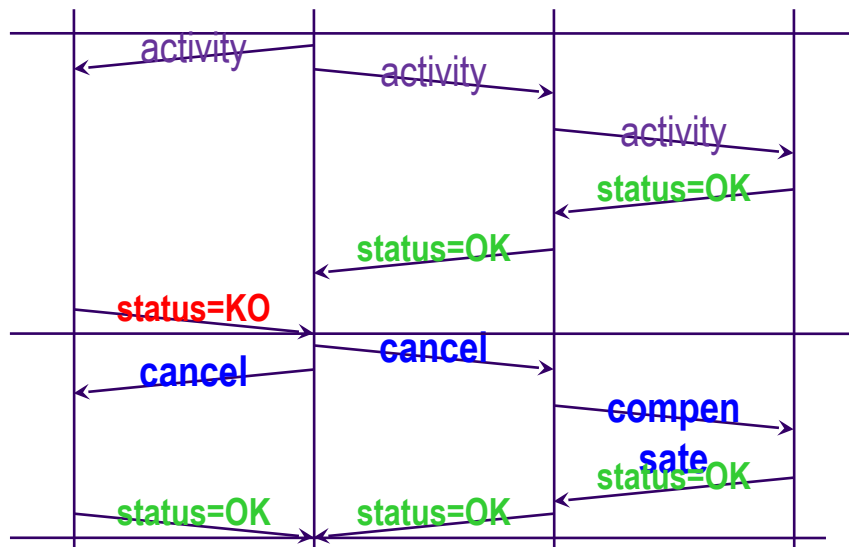 activity
activity
activity
status=OK
status=OK
status=KO
cancel
cancel
compen
sate
status=OK
status=OK
status=OK